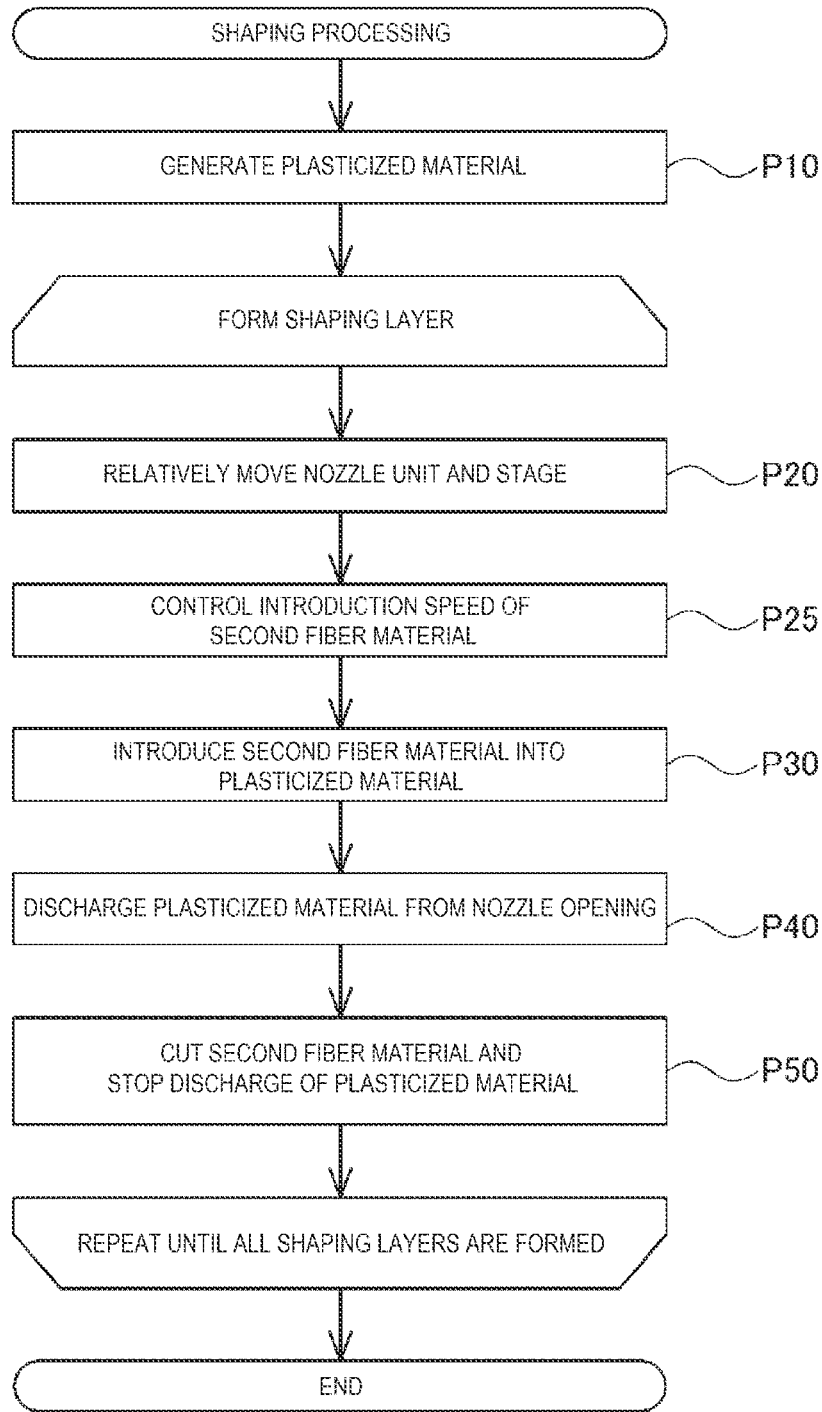 SHAPING PROCESSING
GENERATE PLASTICIZED MATERIAL
P10
FORM SHAPING LAYER
RELATIVELY MOVE NOZZLE UNIT AND STAGE
P20
CONTROL INTRODUCTION SPEED OF
SECOND FIBER MATERIAL
P25
INTRODUCE SECOND FIBER MATERIAL INTO
PLASTICIZED MATERIAL
P30
DISCHARGE PLASTICIZED MATERIAL FROM NOZZLE OPENING
P40
CUT SECOND FIBER MATERIAL AND
STOP DISCHARGE OF PLASTICIZED MATERIAL
P50
REPEAT UNTIL ALL SHAPING LAYERS ARE FORMED
END